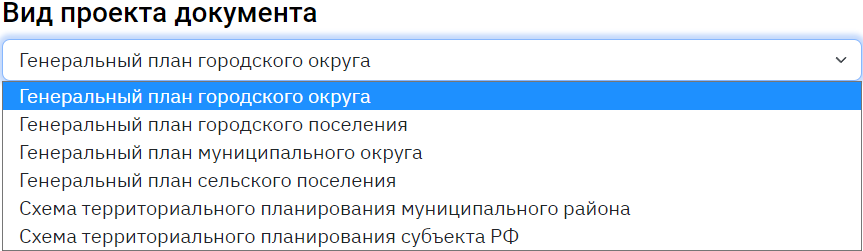 Вид проекта документа
Генеральный план городского округа
Генеральный план городского округа
Генеральный план городского поселения
Генеральный план муниципального округа
Генеральный план сельского поселения
Схема территориального планирования муниципального района
Схема территориального планирования субъекта РФ